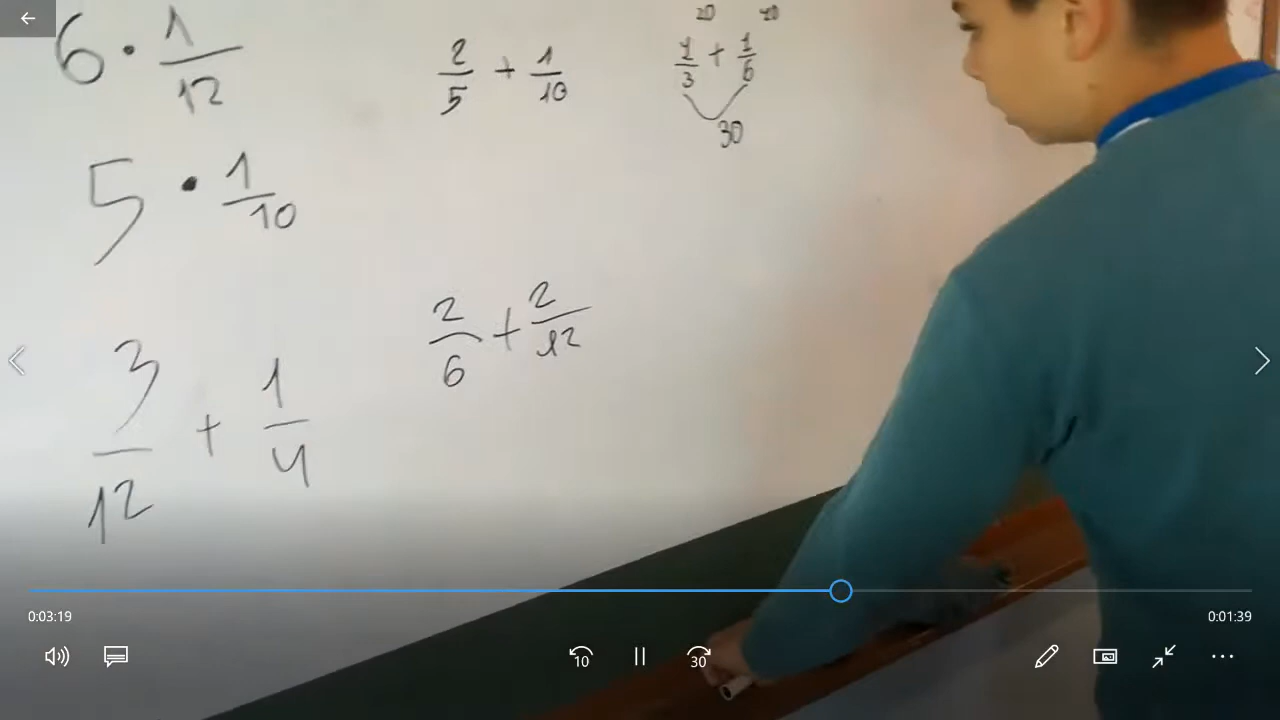 6 · 1/12
5 · 1/10
3/12 + 1/4
2/5 + 1/10
2/6 + 2/12
20
1/3 + 1/6
30
0:03:19
0:01:39
10
30